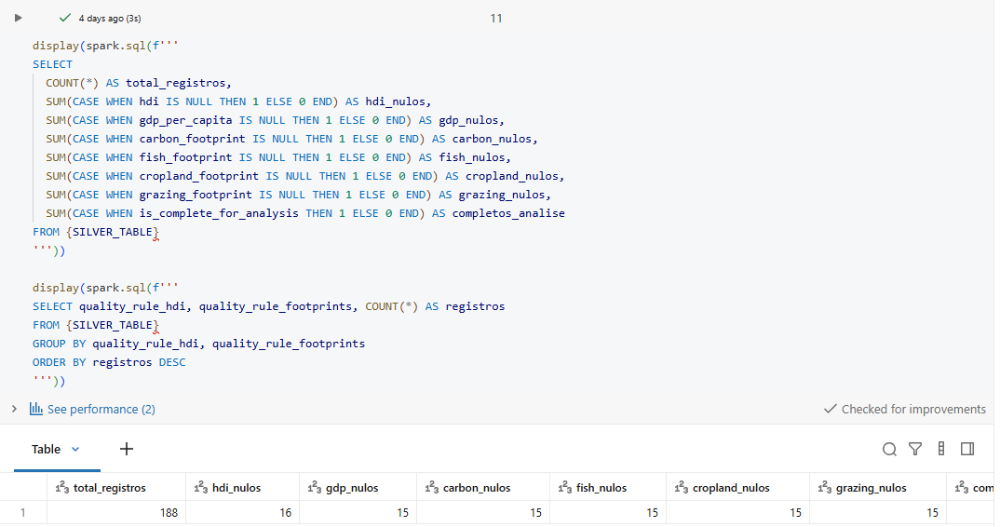 4 days ago (3s)
11
display(spark.sql(f'''
SELECT
COUNT(*) AS total_registros,
SUM(CASE WHEN hdi IS NULL THEN 1 ELSE 0 END) AS hdi_nulos,
SUM(CASE WHEN gdp_per_capita IS NULL THEN 1 ELSE 0 END) AS gdp_nulos,
SUM(CASE WHEN carbon_footprint IS NULL THEN 1 ELSE 0 END) AS carbon_nulos,
SUM(CASE WHEN fish_footprint IS NULL THEN 1 ELSE 0 END) AS fish_nulos,
SUM(CASE WHEN cropland_footprint IS NULL THEN 1 ELSE 0 END) AS cropland_nulos,
SUM(CASE WHEN grazing_footprint IS NULL THEN 1 ELSE 0 END) AS grazing_nulos,
SUM(CASE WHEN is_complete_for_analysis THEN 1 ELSE 0 END) AS completos_analise
FROM {SILVER_TABLE}
'''))
display(spark.sql(f'''
SELECT quality_rule_hdi, quality_rule_footprints, COUNT(*) AS registros
FROM {SILVER_TABLE}
GROUP BY quality_rule_hdi, quality_rule_footprints
ORDER BY registros DESC
'''))
See performance (2)
Checked for improvements
Table
total_registros hdi_nulos gdp_nulos carbon_nulos fish_nulos cropland_nulos grazing_nulos com
1 188 16 15 15 15 15 15